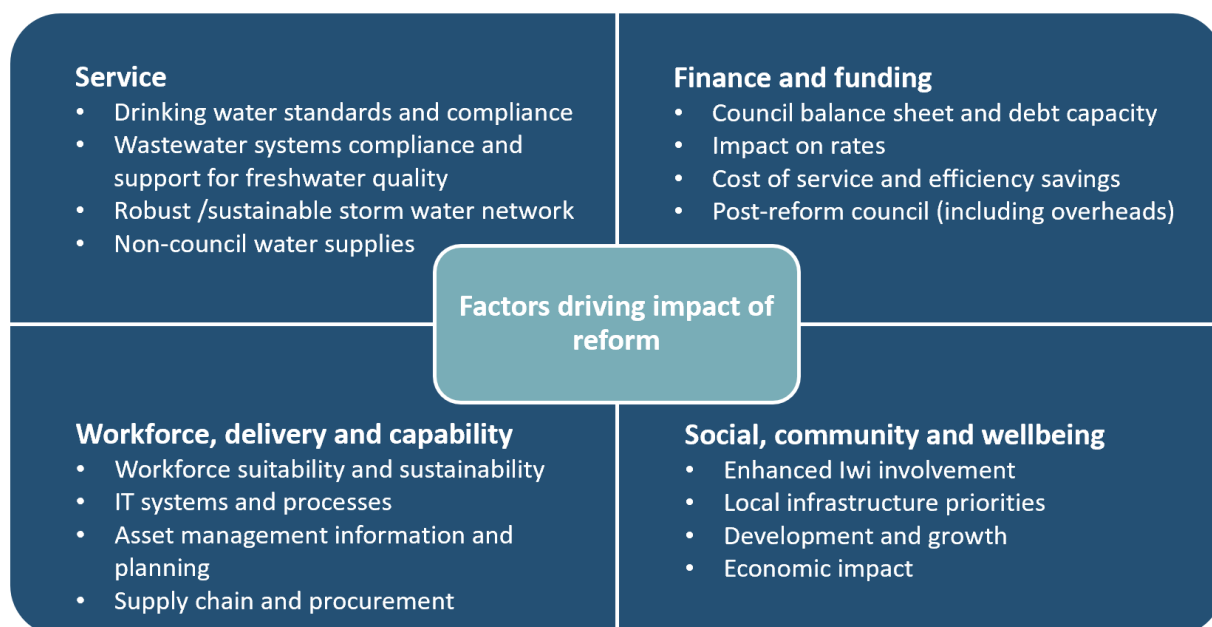 Service
• Drinking water standards and compliance
• Wastewater systems compliance and
support for freshwater quality
• Robust /sustainable storm water network
• Non-council water supplies
Finance and funding
• Council balance sheet and debt capacity
• Impact on rates
• Cost of service and efficiency savings
• Post-reform council (including overheads)
Factors driving impact of
reform
Workforce, delivery and capability
• Workforce suitability and sustainability
• IT systems and processes
• Asset management information and
planning
• Supply chain and procurement
Social, community and wellbeing
• Enhanced Iwi involvement
• Local infrastructure priorities
• Development and growth
• Economic impact